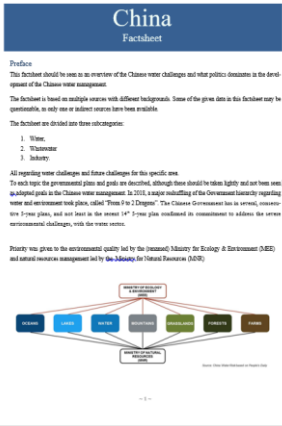 China
Factsheet
Preface
This factsheet should be seen as an overview of the Chinese water challenges and what politics dominates in the devel-
opment of the Chinese water management.
The factsheet is based on multiple sources with different backgrounds. Some of the given data in this factsheet may be
questionable, as only one or indirect sources have been available.
The factsheet are divided into three subcategories:
1. Water,
2. Wastewater
3. Industry.
All regarding water challenges and future challenges for this specific area.
To each topic the governmental plans and goals are described, although these should be taken lightly and not been seen
as adopted goals in the Chinese water management. In 2018, a major reshuffling of the Government hierarchy regarding
water and environment took place, called "From 9 to 2 Dragons". The Chinese Government has in several, consecu-
tive 5-year plans, and not least in the recent 14th 5-year plan confirmed its commitment to address the severe
environmental challenges, with the water sector.
Priority was given to the environmental quality led by the (renamed) Ministry for Ecology & Environment (MEE)
and natural resources management led by the Ministry for Natural Resources (MNR)
MINISTRY OF ECOLOGY
& ENVIRONMENT
(MEE)
OCEANS LAKES WATER GRASSLANDS FORESTS FARMS
MINISTRY OF NATURAL
RESOURCES
(MNR)
- 1 -